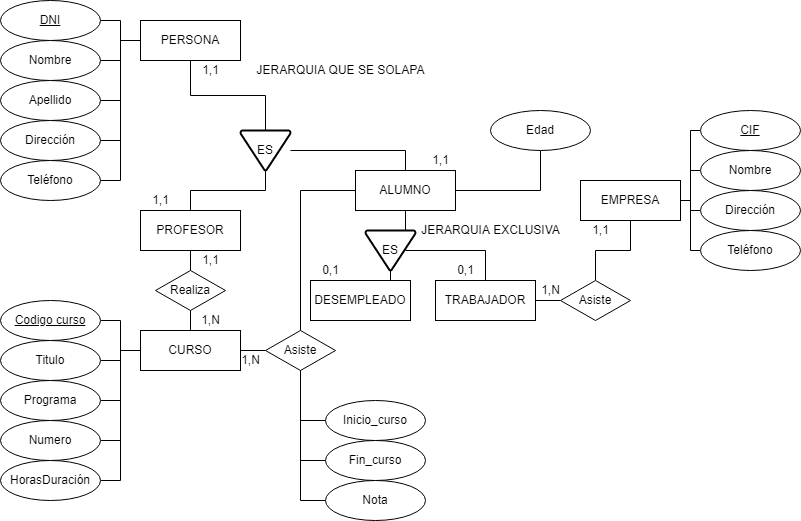 DNI
PERSONA
Nombre
1,1
JERARQUIA QUE SE SOLAPA
Apellido
Dirección
Teléfono
ES
1,1
Edad
CIF
Nombre
Dirección
Teléfono
ALUMNO
EMPRESA
1,1
PROFESOR
1,1
JERARQUIA EXCLUSIVA
1,1
ES
0,1
0,1
Realiza
DESEMPLEADO
TRABAJADOR
1,N
Asiste
1,N
Codigo curso
Titulo
Programa
Numero
HorasDuración
CURSO
1,N
Asiste
Inicio_curso
Fin_curso
Nota